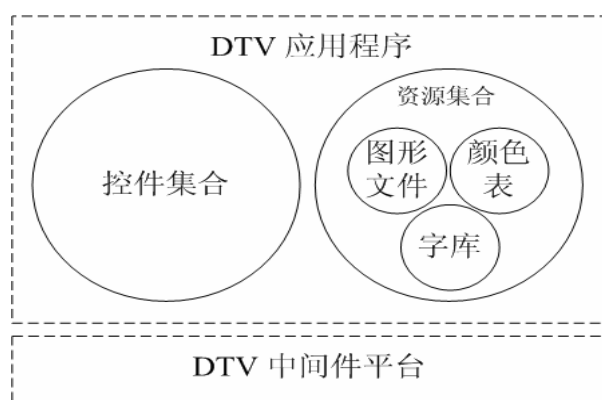 DTV 应用程序
控件集合
资源集合
图形
文件
颜色
表
字库
DTV 中间件平台